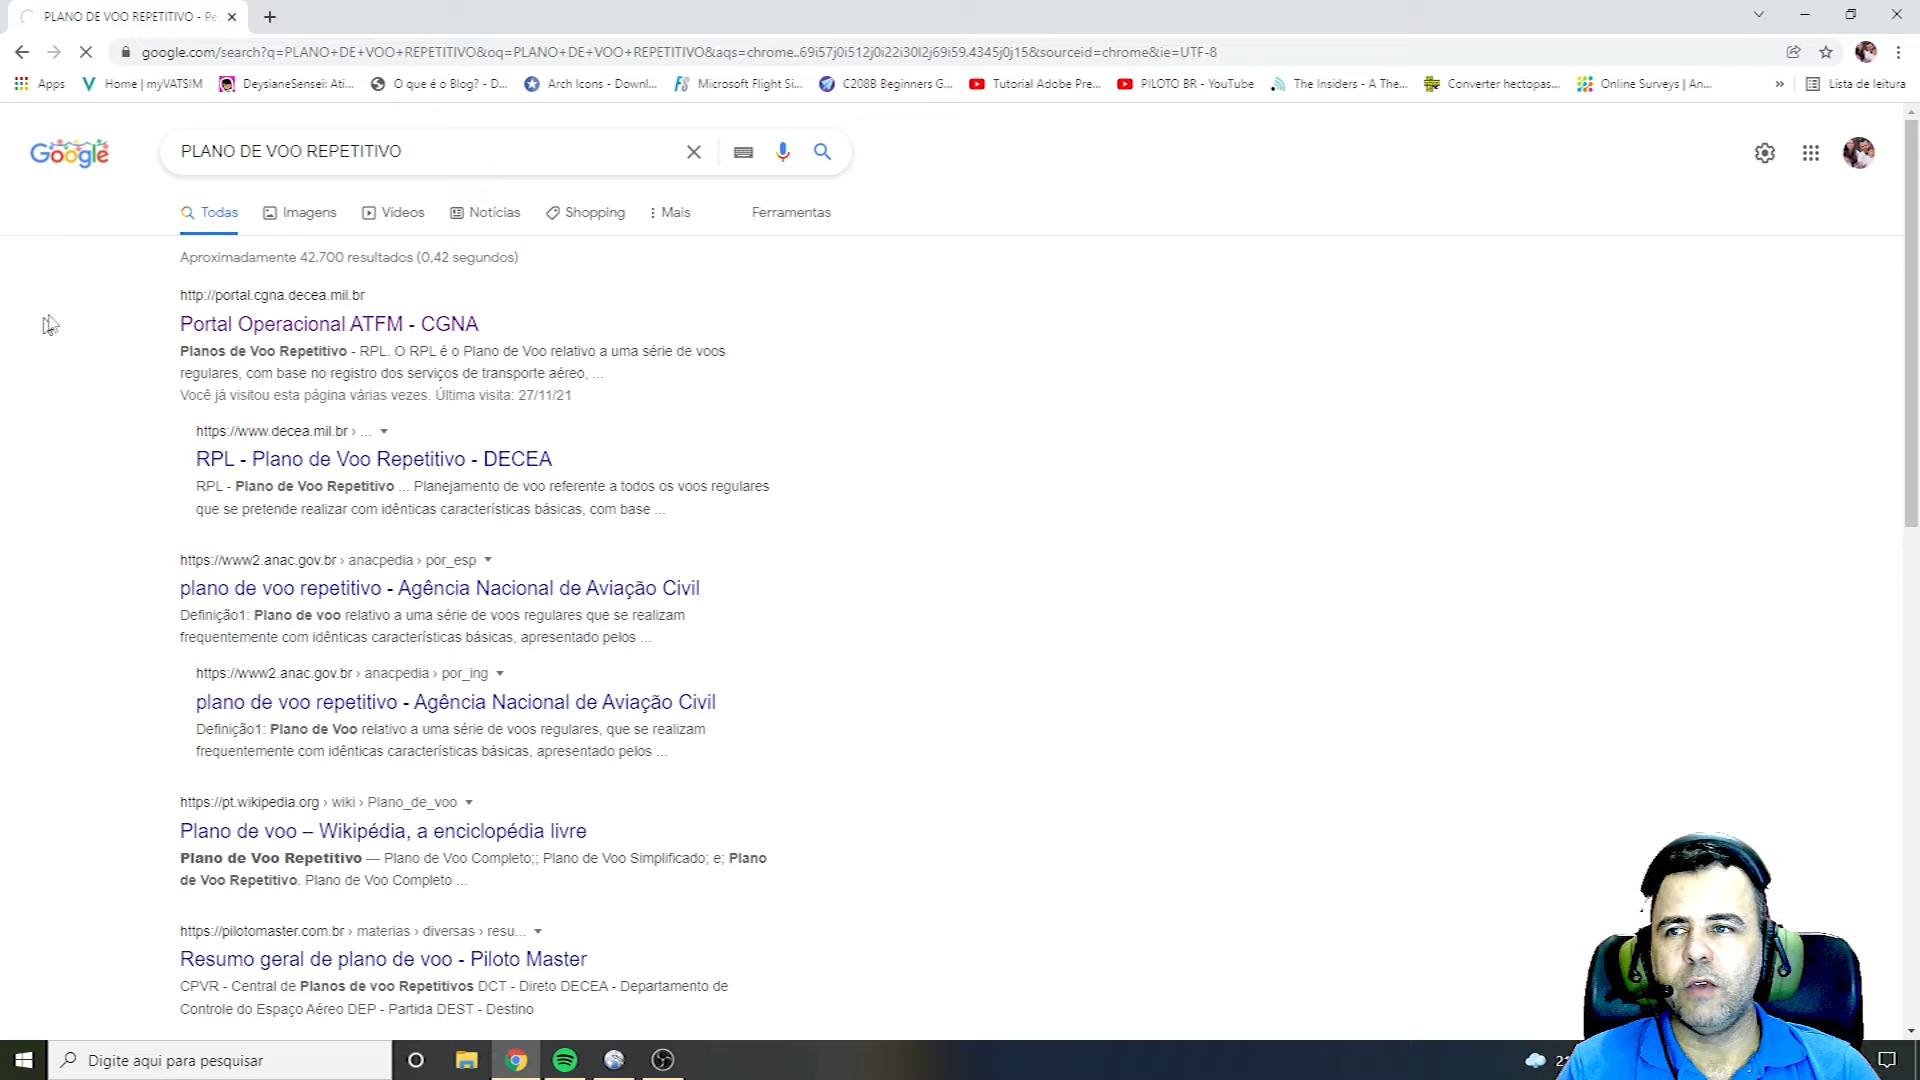 PLANO DE VOO REPETITIVO - Pe
google.com/search?q=PLANO+DE+VOO+REPETITIVO&oq=PLANO+DE+VOO+REPETITIVO&aqs=chrome..69i57j0i512j0i22i30l2j69i59.4345j0j15&sourceid=chrome&ie=UTF-8
Apps
Home | myVATSIM
DeysianeSensei: Ati...
O que é o Blog? - D...
Arch Icons - Downl...
Microsoft Flight Si...
C208B Beginners G...
Tutorial Adobe Pre...
PILOTO BR - YouTube
The Insiders - A The...
Converter hectopas...
Online Surveys | An...
»
Lista de leitura
Google
PLANO DE VOO REPETITIVO
Todas
Imagens
Vídeos
Notícias
Shopping
Mais
Ferramentas
Aproximadamente 42.700 resultados (0,42 segundos)
http://portal.cgna.decea.mil.br
Portal Operacional ATFM - CGNA
Planos de Voo Repetitivo - RPL. O RPL é o Plano de Voo relativo a uma série de voos
regulares, com base no registro dos serviços de transporte aéreo, ...
Você já visitou esta página várias vezes. Última visita: 27/11/21
https://www.decea.mil.br › ...
RPL - Plano de Voo Repetitivo - DECEA
RPL - Plano de Voo Repetitivo ... Planejamento de voo referente a todos os voos regulares
que se pretende realizar com idênticas características básicas, com base ...
https://www2.anac.gov.br › anacpedia › por_esp
plano de voo repetitivo - Agência Nacional de Aviação Civil
Definição1: Plano de voo relativo a uma série de voos regulares que se realizam
frequentemente com idênticas características básicas, apresentado pelos ...
https://www2.anac.gov.br › anacpedia › por_ing
plano de voo repetitivo - Agência Nacional de Aviação Civil
Definição1: Plano de Voo relativo a uma série de voos regulares, que se realizam
frequentemente com idênticas características básicas, apresentado pelos ...
https://pt.wikipedia.org › wiki › Plano_de_voo
Plano de voo – Wikipédia, a enciclopédia livre
Plano de Voo Repetitivo — Plano de Voo Completo;; Plano de Voo Simplificado; e; Plano
de Voo Repetitivo. Plano de Voo Completo ...
https://pilotomaster.com.br › materias › diversas › resu...
Resumo geral de plano de voo - Piloto Master
CPVR - Central de Planos de voo Repetitivos DCT - Direto DECEA - Departamento de
Controle do Espaço Aéreo DEP - Partida DEST - Destino
Digite aqui para pesquisar